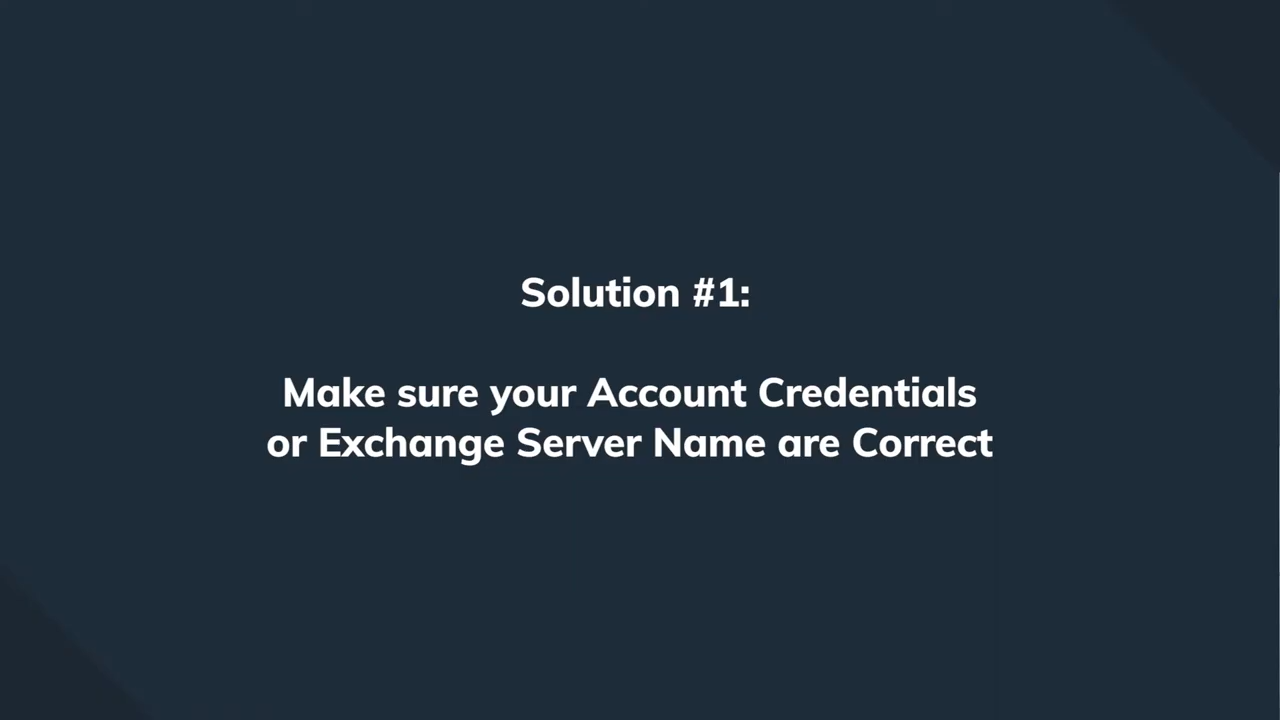 Solution #1:
Make sure your Account Credentials
or Exchange Server Name are Correct